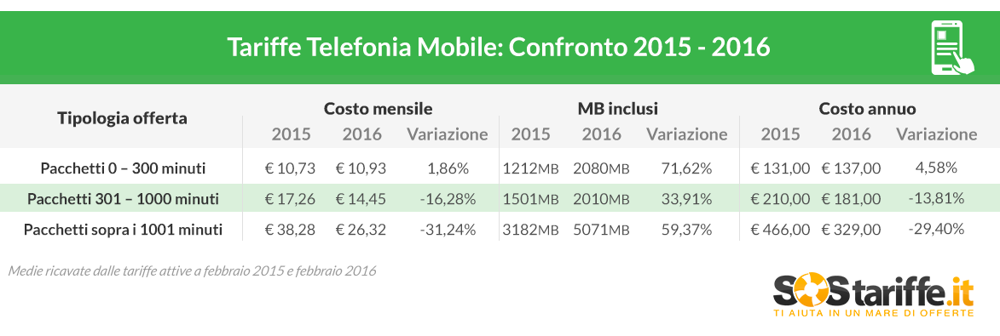 Tariffe Telefonia Mobile: Confronto 2015 - 2016
Tipologia offerta Costo mensile MB inclusi Costo annuo
2015 2016 Variazione 2015 2016 Variazione 2015 2016 Variazione
Pacchetti 0 – 300 minuti € 10,73 € 10,93 1,86% 1212MB 2080MB 71,62% € 131,00 € 137,00 4,58%
Pacchetti 301 – 1000 minuti € 17,26 € 14,45 -16,28% 1501MB 2010MB 33,91% € 210,00 € 181,00 -13,81%
Pacchetti sopra i 1001 minuti € 38,28 € 26,32 -31,24% 3182MB 5071MB 59,37% € 466,00 € 329,00 -29,40%
Medie ricavate dalle tariffe attive a febbraio 2015 e febbraio 2016
SOStariffe.it
TI AIUTA IN UN MARE DI OFFERTE